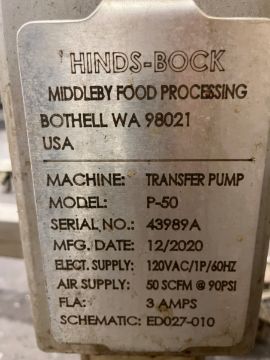 HINDS-BOCK
MIDDLEBY FOOD PROCESSING
BOTHELL WA 98021
USA
MACHINE: TRANSFER PUMP
MODEL: P-50
SERIAL NO.: 43989A
MFG. DATE: 12/2020
ELECT. SUPPLY: 120VAC/1P/60HZ
AIR SUPPLY: 50 SCFM @ 90PSI
FLA: 3 AMPS
SCHEMATIC: ED027-010